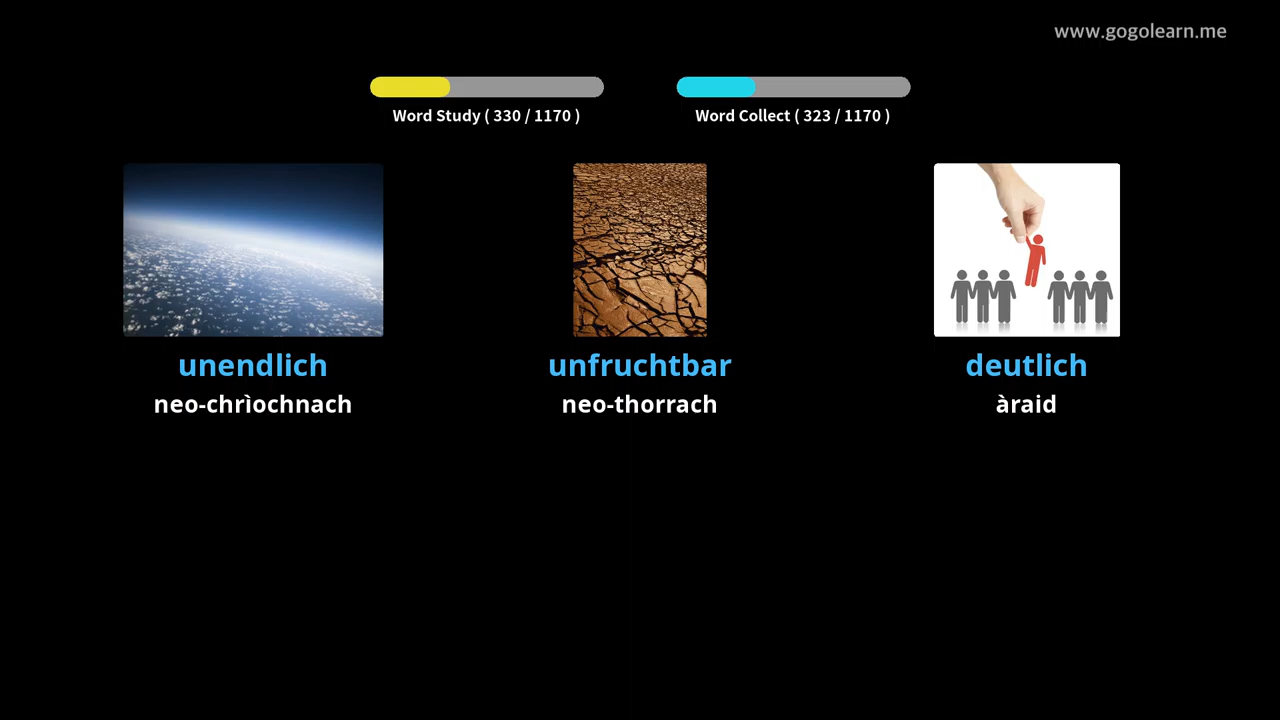 www.gogolearn.me
Word Study ( 330 / 1170 )
Word Collect ( 323 / 1170 )
unendlich
neo-chrìochnach
unfruchtbar
neo-thorrach
deutlich
àraid